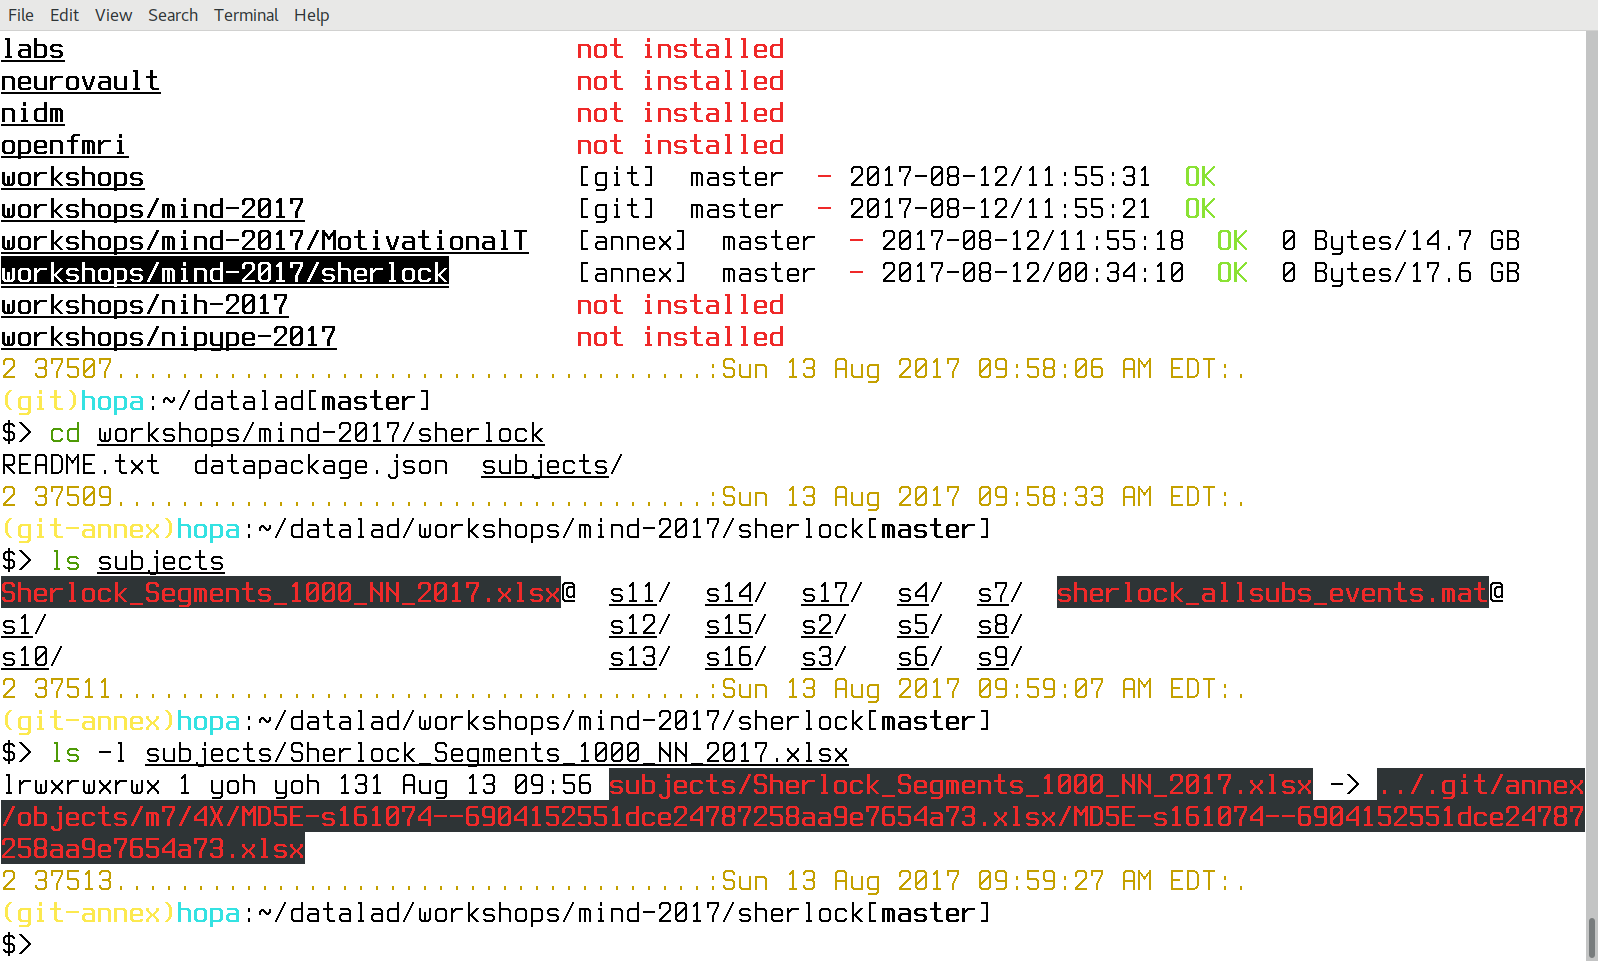 File Edit View Search Terminal Help
labs not installed
neurovault not installed
nidm not installed
openfmri not installed
workshops [git] master - 2017-08-12/11:55:31 OK
workshops/mind-2017 [git] master - 2017-08-12/11:55:21 OK
workshops/mind-2017/MotivationalT [annex] master - 2017-08-12/11:55:18 OK 0 Bytes/14.7 GB
workshops/mind-2017/sherlock [annex] master - 2017-08-12/00:34:10 OK 0 Bytes/17.6 GB
workshops/nih-2017 not installed
workshops/nipype-2017 not installed
2 37507.....................................:Sun 13 Aug 2017 09:58:06 AM EDT:.
(git)hopa:~/datalad[master]
$> cd workshops/mind-2017/sherlock
README.txt datapackage.json subjects/
2 37509.....................................:Sun 13 Aug 2017 09:58:33 AM EDT:.
(git-annex)hopa:~/datalad/workshops/mind-2017/sherlock[master]
$> ls subjects
Sherlock_Segments_1000_NN_2017.xlsx@ s11/ s14/ s17/ s4/ s7/ sherlock_allsubs_events.mat@
s1/ s12/ s15/ s2/ s5/ s8/
s10/ s13/ s16/ s3/ s6/ s9/
2 37511.....................................:Sun 13 Aug 2017 09:59:07 AM EDT:.
(git-annex)hopa:~/datalad/workshops/mind-2017/sherlock[master]
$> ls -l subjects/Sherlock_Segments_1000_NN_2017.xlsx
lrwxrwxrwx 1 yoh yoh 131 Aug 13 09:56 subjects/Sherlock_Segments_1000_NN_2017.xlsx -> ../.git/annex
/objects/m7/4X/MD5E-s161074--6904152551dce24787258aa9e7654a73.xlsx/MD5E-s161074--6904152551dce24787
258aa9e7654a73.xlsx
2 37513.....................................:Sun 13 Aug 2017 09:59:27 AM EDT:.
(git-annex)hopa:~/datalad/workshops/mind-2017/sherlock[master]
$>